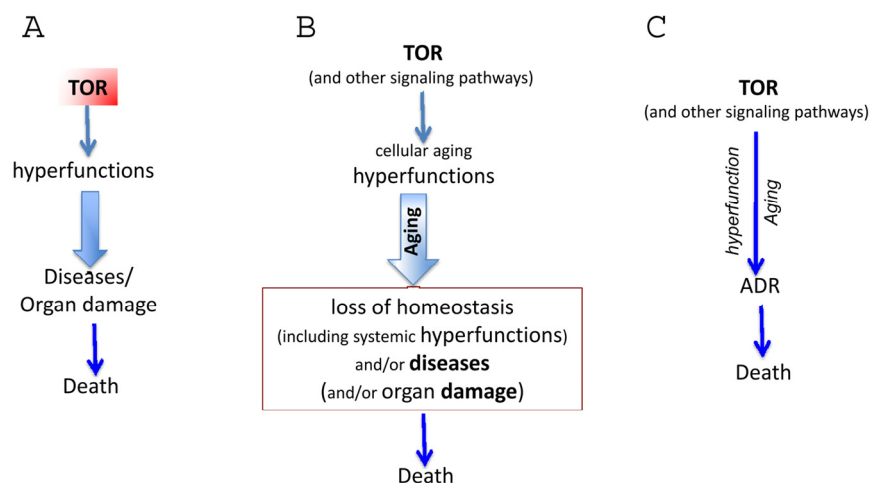 A
TOR
hyperfunctions
Diseases/
Organ damage
Death
B
TOR
(and other signaling pathways)
cellular aging
hyperfunctions
Aging
loss of homeostasis
(including systemic hyperfunctions)
and/or diseases
(and/or organ damage)
Death
C
TOR
(and other signaling pathways)
hyperfunction
Aging
ADR
Death